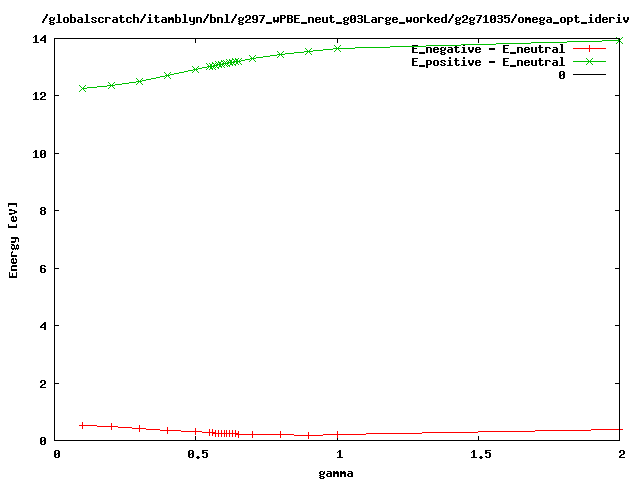 /globalscratch/itamblyn/bnl/g297_wPBE_neut_g03Large_worked/g2g71035/omega_opt_ideriv
E_negative - E_neutral
E_positive - E_neutral
0
14
12
10
8
6
4
2
0
Energy [eV]
0 0.5 1 1.5 2
gamma